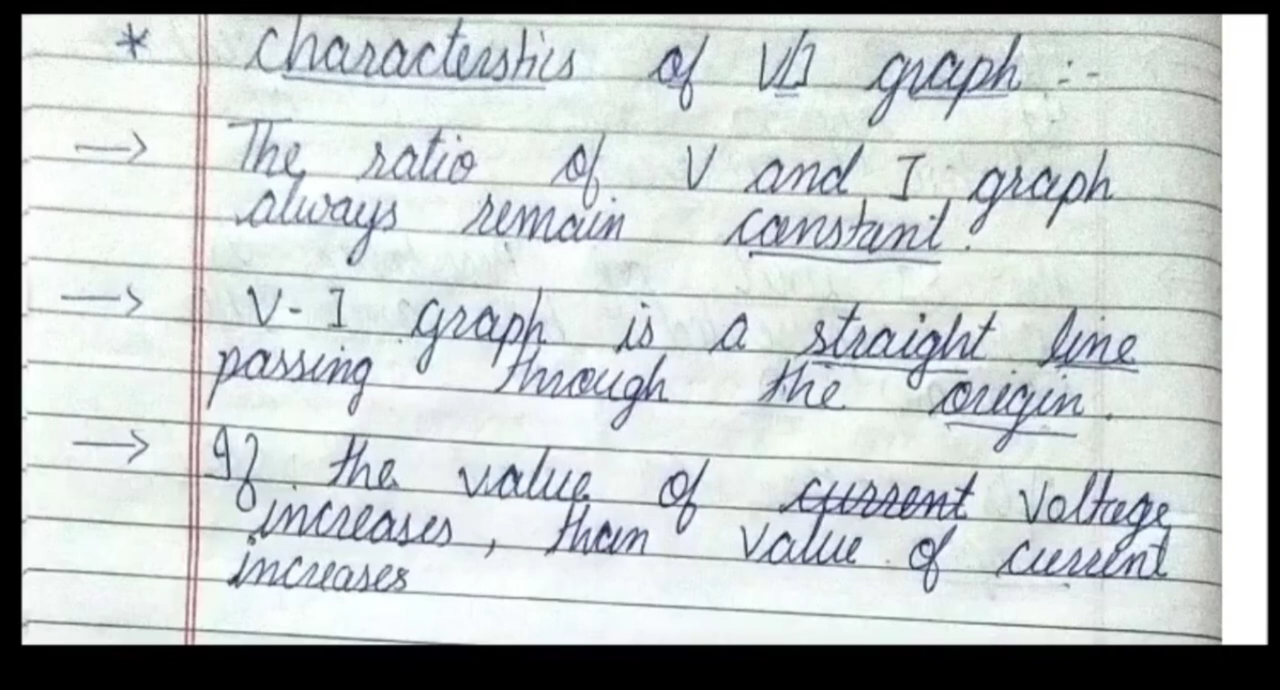 * Characterstics of V/I graph :-
→ The ratio of V and I graph
always remain constant.
→ V-I graph is a straight line
passing through the origin.
→ If the value of current Voltage
increases, than value of current
increases